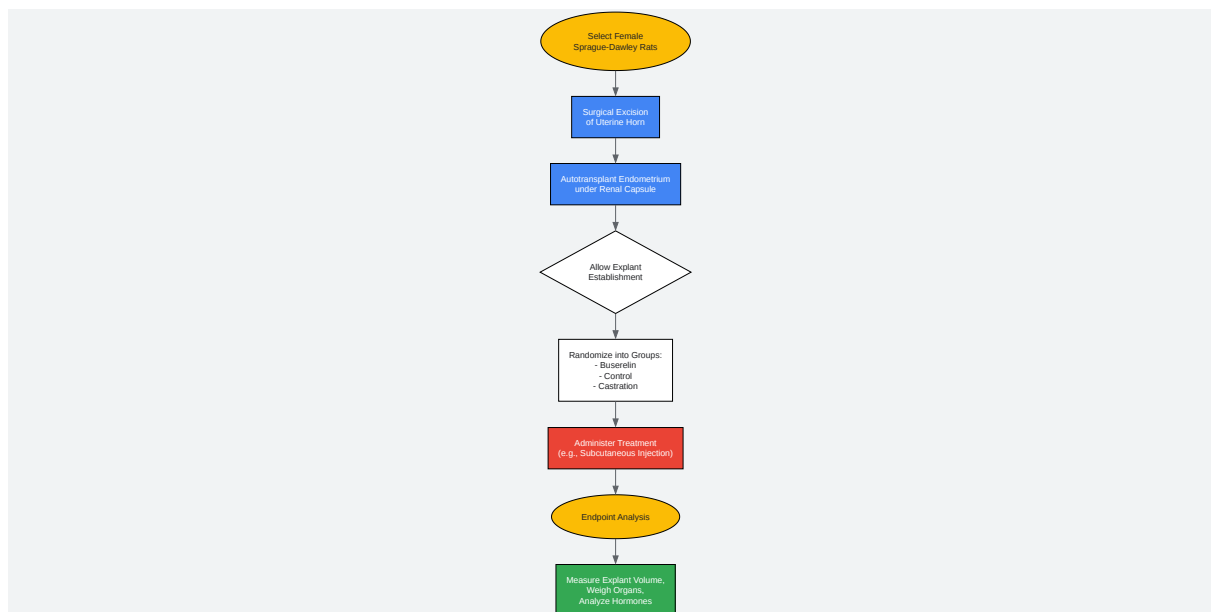 Select Female
Sprague-Dawley Rats
Surgical Excision
of Uterine Horn
Autotransplant Endometrium
under Renal Capsule
Allow Explant
Establishment
Randomize into Groups:
- Buserelin
- Control
- Castration
Administer Treatment
(e.g., Subcutaneous Injection)
Endpoint Analysis
Measure Explant Volume,
Weigh Organs,
Analyze Hormones